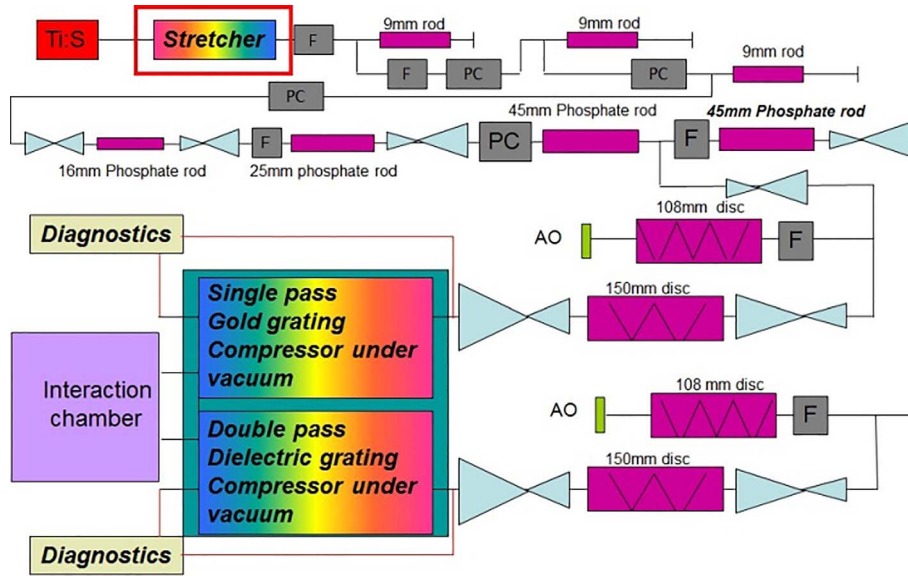 Ti:S
Stretcher
F
9mm rod
9mm rod
9mm rod
F
PC
PC
PC
16mm Phosphate rod
F
25mm phosphate rod
PC
45mm Phosphate rod
F
45mm Phosphate rod
AO
108mm disc
F
150mm disc
Diagnostics
Single pass
Gold grating
Compressor under
vacuum
Interaction
chamber
Double pass
Dielectric grating
Compressor under
vacuum
AO
108 mm disc
F
150mm disc
Diagnostics